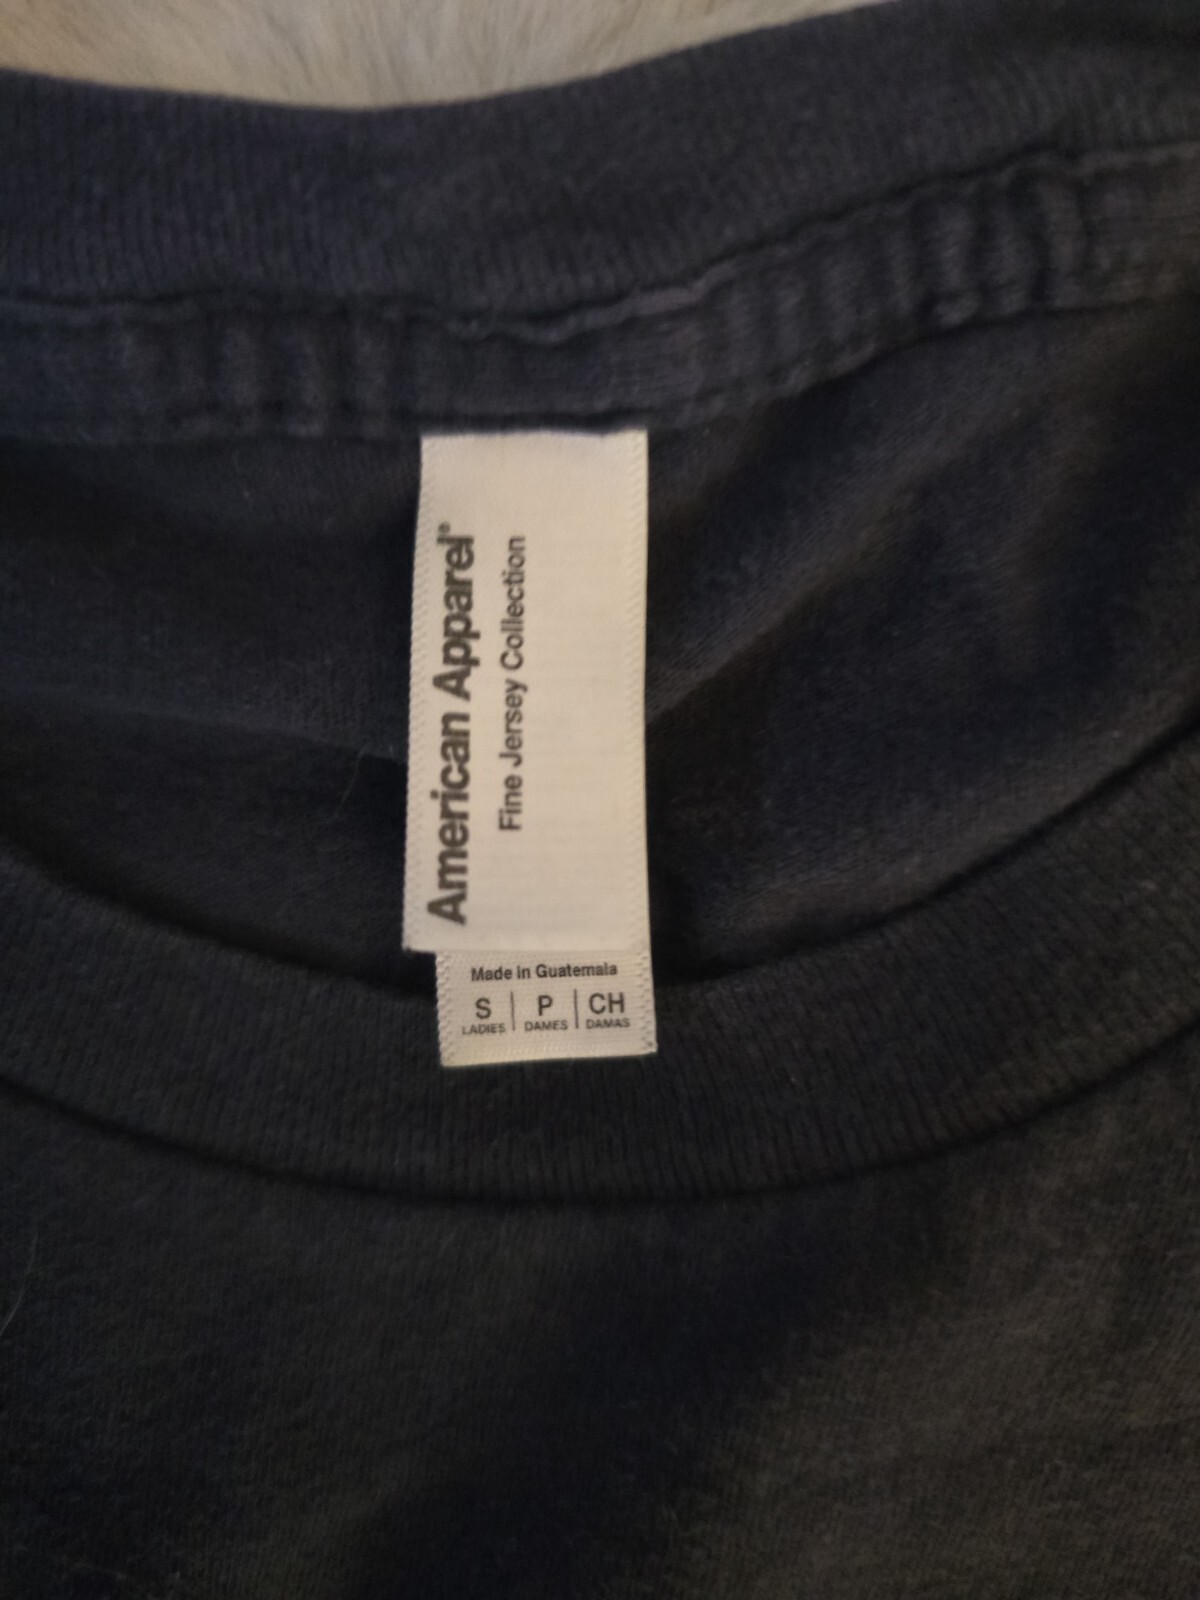 American Apparel®
Fine Jersey Collection
Made in Guatemala
S | P | CH
LADIES | DAMES | DAMAS